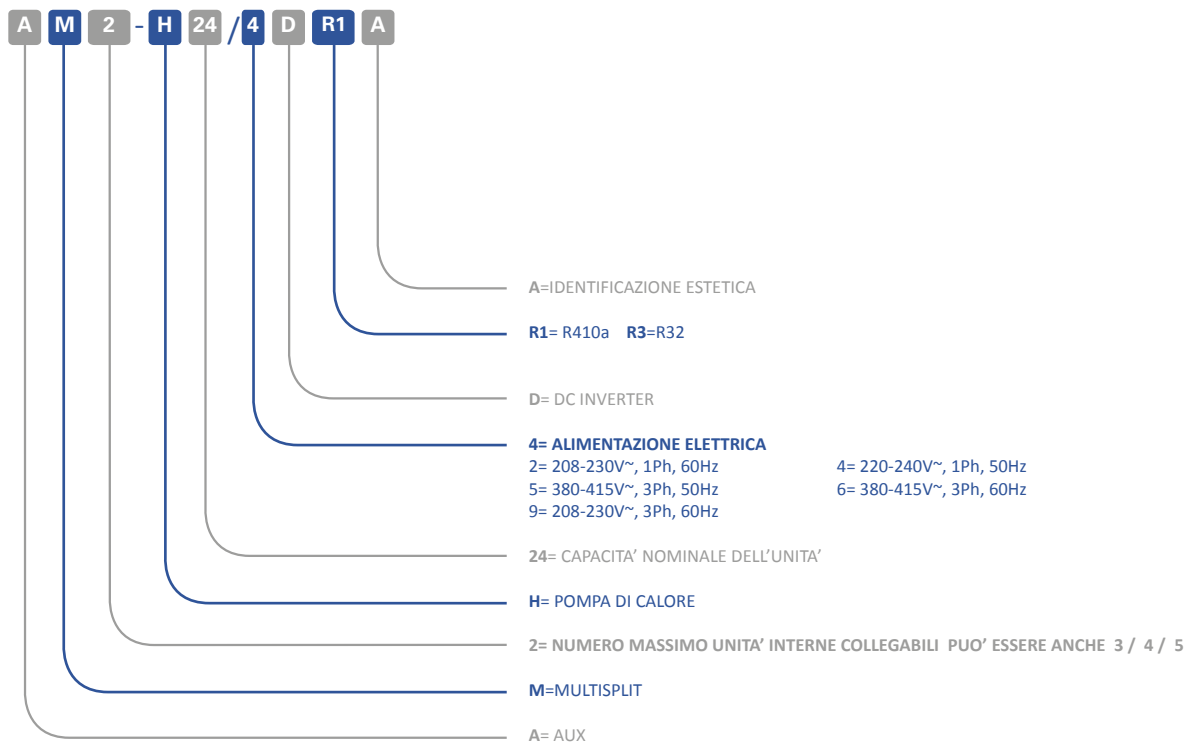 A M 2 - H 24 / 4 D R1 A
A=IDENTIFICAZIONE ESTETICA
R1= R410a R3=R32
D= DC INVERTER
4= ALIMENTAZIONE ELETTRICA
2= 208-230V~, 1Ph, 60Hz 4= 220-240V~, 1Ph, 50Hz
5= 380-415V~, 3Ph, 50Hz 6= 380-415V~, 3Ph, 60Hz
9= 208-230V~, 3Ph, 60Hz
24= CAPACITA’ NOMINALE DELL’UNITA’
H= POMPA DI CALORE
2= NUMERO MASSIMO UNITA’ INTERNE COLLEGABILI PUO’ ESSERE ANCHE 3 / 4 / 5
M=MULTISPLIT
A= AUX